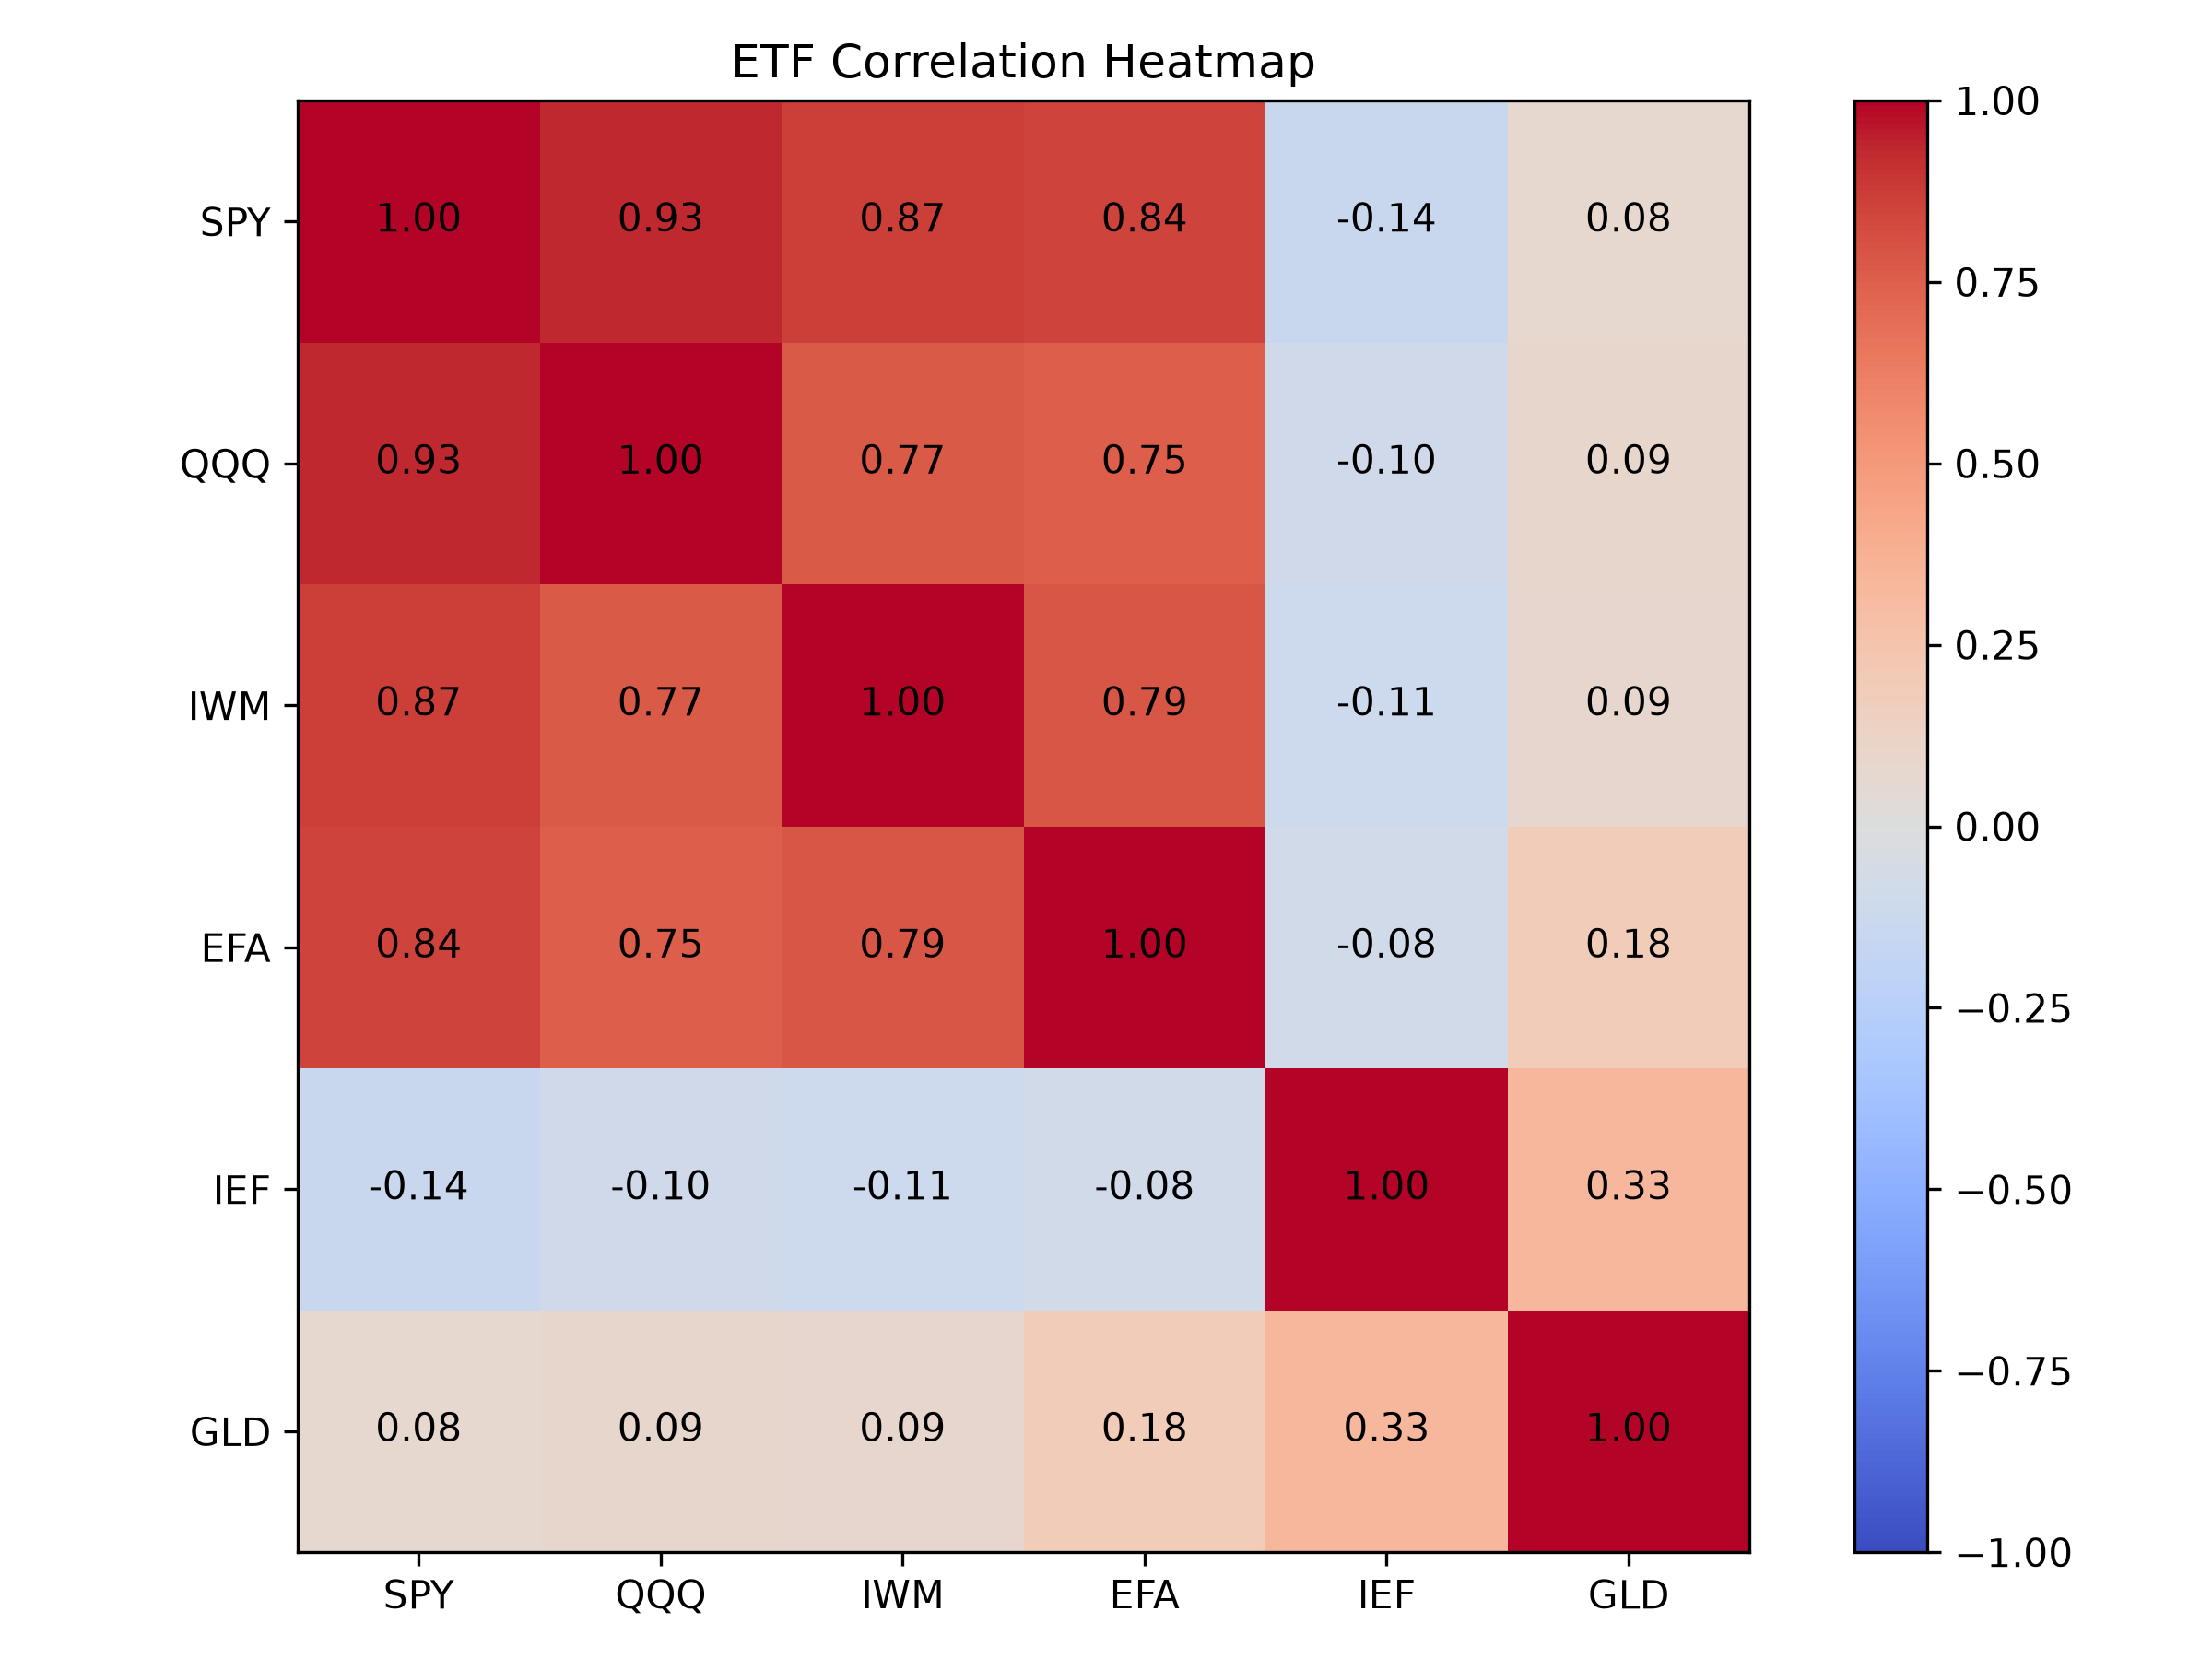 ETF Correlation Heatmap
SPY 1.00 0.93 0.87 0.84 -0.14 0.08
QQQ 0.93 1.00 0.77 0.75 -0.10 0.09
IWM 0.87 0.77 1.00 0.79 -0.11 0.09
EFA 0.84 0.75 0.79 1.00 -0.08 0.18
IEF -0.14 -0.10 -0.11 -0.08 1.00 0.33
GLD 0.08 0.09 0.09 0.18 0.33 1.00
SPY QQQ IWM EFA IEF GLD
1.00
0.75
0.50
0.25
0.00
−0.25
−0.50
−0.75
−1.00